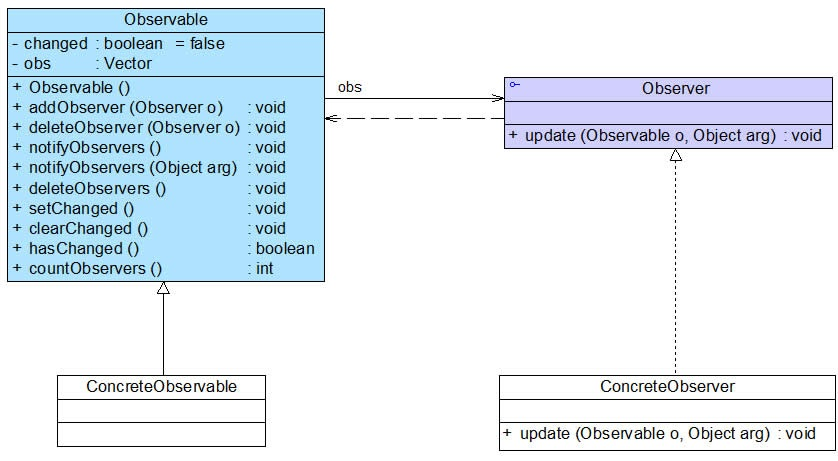 Observable
- changed : boolean = false
- obs : Vector
+ Observable ()
+ addObserver (Observer o) : void
+ deleteObserver (Observer o) : void
+ notifyObservers () : void
+ notifyObservers (Object arg) : void
+ deleteObservers () : void
+ setChanged () : void
+ clearChanged () : void
+ hasChanged () : boolean
+ countObservers () : int
obs
Observer
+ update (Observable o, Object arg) : void
ConcreteObservable
ConcreteObserver
+ update (Observable o, Object arg) : void